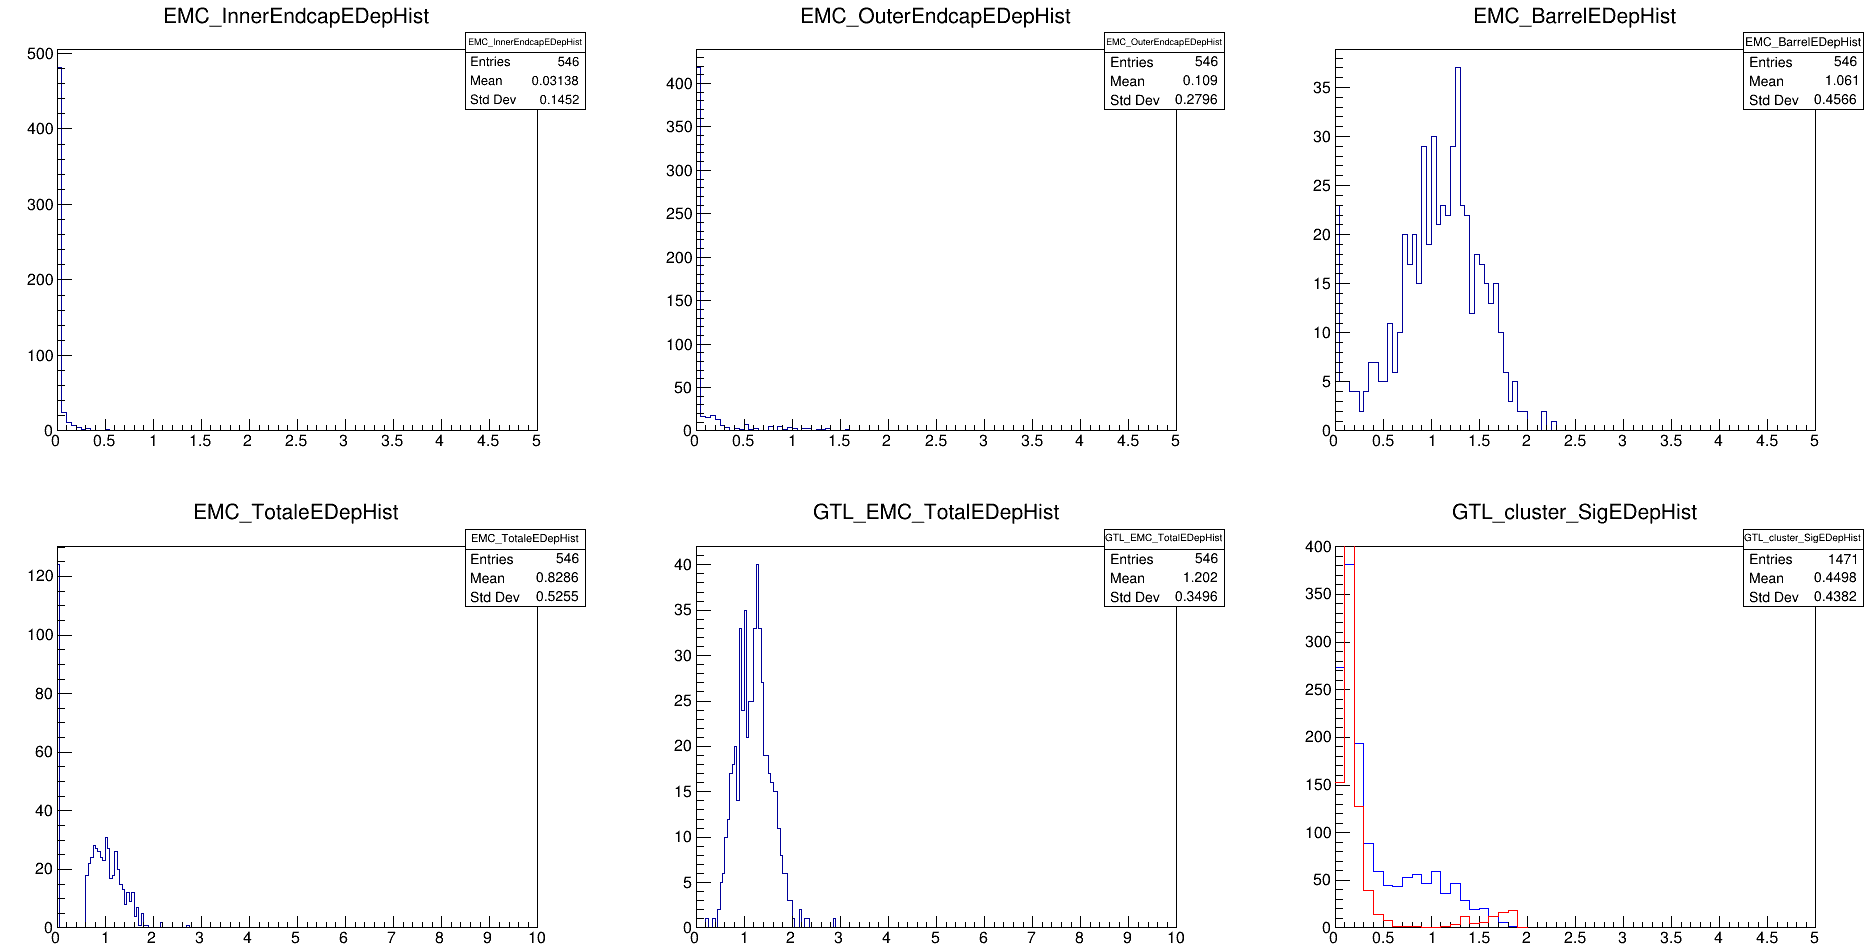 EMC_InnerEndcapEDepHist
EMC_InnerEndcapEDepHist
Entries 546
Mean 0.03138
Std Dev 0.1452
500
400
300
200
100
0
0 0.5 1 1.5 2 2.5 3 3.5 4 4.5 5
EMC_OuterEndcapEDepHist
EMC_OuterEndcapEDepHist
Entries 546
Mean 0.109
Std Dev 0.2796
400
350
300
250
200
150
100
50
0
0 0.5 1 1.5 2 2.5 3 3.5 4 4.5 5
EMC_BarrelEDepHist
EMC_BarrelEDepHist
Entries 546
Mean 1.061
Std Dev 0.4566
35
30
25
20
15
10
5
0
0 0.5 1 1.5 2 2.5 3 3.5 4 4.5 5
EMC_TotaleEDepHist
EMC_TotaleEDepHist
Entries 546
Mean 0.8286
Std Dev 0.5255
120
100
80
60
40
20
0
0 1 2 3 4 5 6 7 8 9 10
GTL_EMC_TotalEDepHist
GTL_EMC_TotalEDepHist
Entries 546
Mean 1.202
Std Dev 0.3496
40
35
30
25
20
15
10
5
0
0 1 2 3 4 5 6 7 8 9 10
GTL_cluster_SigEDepHist
GTL_cluster_SigEDepHist
Entries 1471
Mean 0.4498
Std Dev 0.4382
400
350
300
250
200
150
100
50
0
0 0.5 1 1.5 2 2.5 3 3.5 4 4.5 5